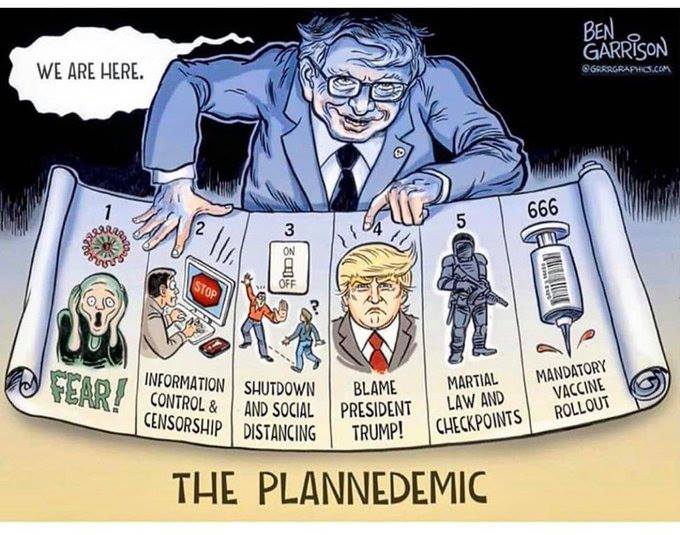 BEN
GARRISON
@GRRRGRAPHICS.COM
WE ARE HERE.
1
2
3
4
5
666
ON
OFF
STOP
?
FEAR!
INFORMATION
CONTROL &
CENSORSHIP
SHUTDOWN
AND SOCIAL
DISTANCING
BLAME
PRESIDENT
TRUMP!
MARTIAL
LAW AND
CHECKPOINTS
MANDATORY
VACCINE
ROLLOUT
THE PLANNEDEMIC